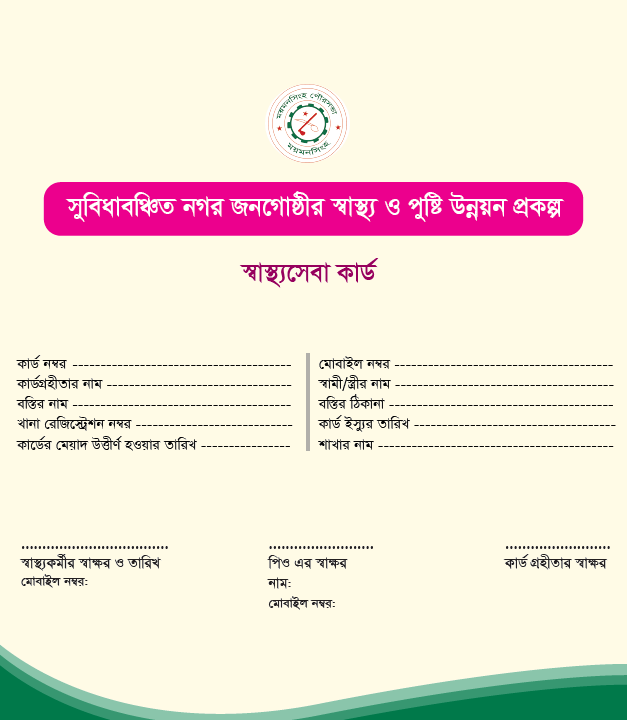 ময়মনসিংহ পৌরসভা
ময়মনসিংহ
সুবিধাবঞ্চিত নগর জনগোষ্ঠীর স্বাস্থ্য ও পুষ্টি উন্নয়ন প্রকল্প
স্বাস্থ্যসেবা কার্ড
কার্ড নম্বর ---------------------------------------
কার্ডগ্রহীতার নাম ---------------------------------
বস্তির নাম ---------------------------------------
খানা রেজিস্ট্রেশন নম্বর ----------------------------
কার্ডের মেয়াদ উত্তীর্ণ হওয়ার তারিখ ----------------
মোবাইল নম্বর ---------------------------------------
স্বামী/স্ত্রীর নাম ---------------------------------------
বস্তির ঠিকানা ----------------------------------------
কার্ড ইস্যুর তারিখ ------------------------------------
শাখার নাম ------------------------------------------
...................................
স্বাস্থ্যকর্মীর স্বাক্ষর ও তারিখ
মোবাইল নম্বর:
.........................
পিও এর স্বাক্ষর
নাম:
মোবাইল নম্বর:
.........................
কার্ড গ্রহীতার স্বাক্ষর